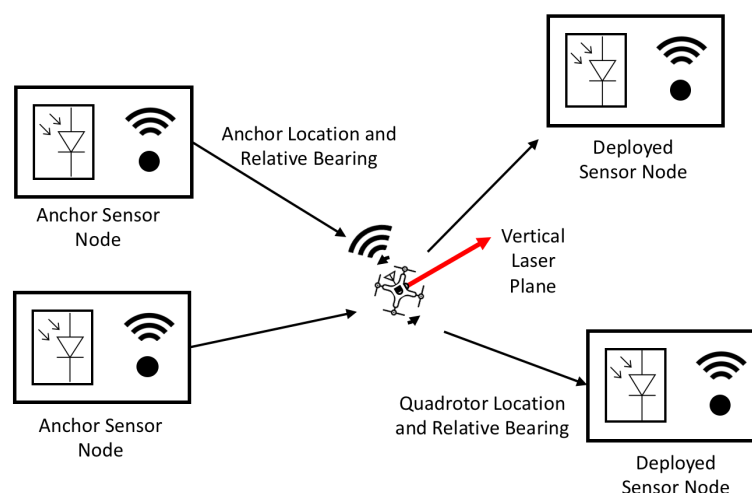 Anchor Sensor
Node
Anchor Location and
Relative Bearing
Deployed
Sensor Node
Vertical
Laser
Plane
Anchor Sensor
Node
Quadrotor Location
and Relative Bearing
Deployed
Sensor Node